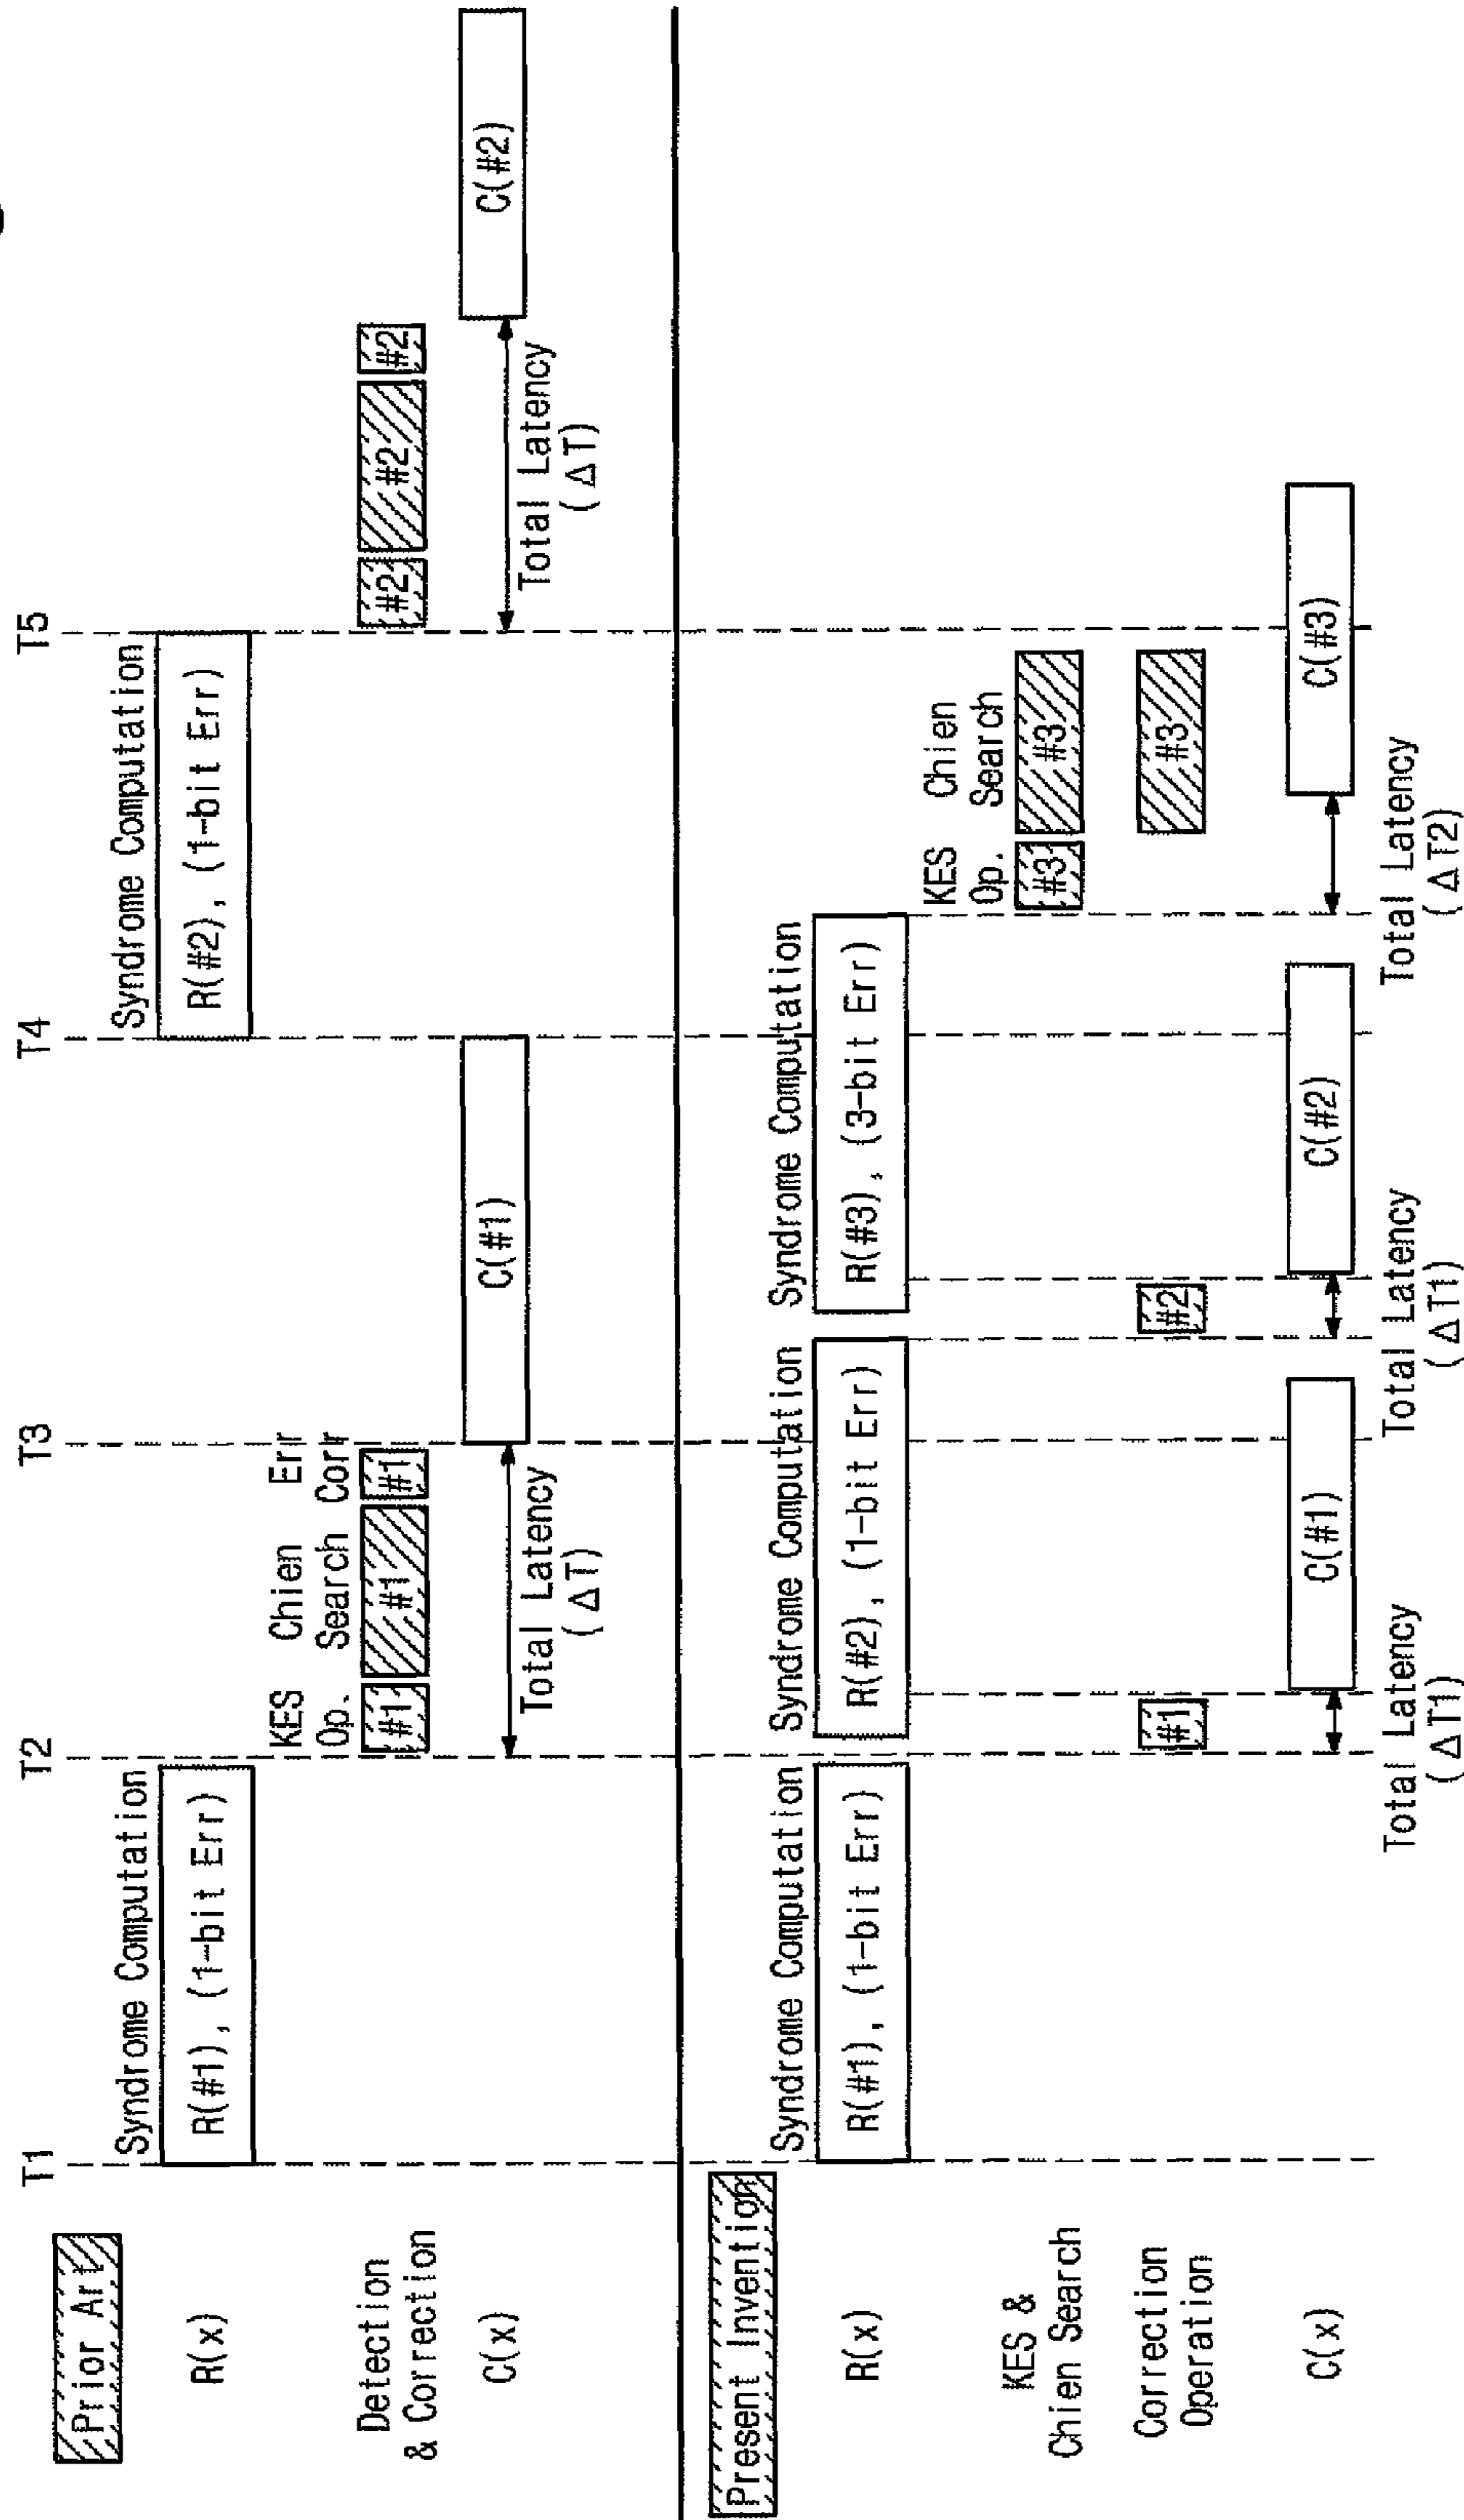 T1
T2
T3
T4
T5
Prior Art
R(x)
Syndrome Computation
R(#1), (1-bit Err)
Syndrome Computation
R(#2), (1-bit Err)
Detection
& Correction
KES
Op.
Chien
Search
Err
Corr
#1
#1
#1
#2
#2
#2
C(x)
C(#1)
C(#2)
Total Latency
( ΔT)
Total Latency
( ΔT)
Present Invention
R(x)
Syndrome Computation
R(#1), (1-bit Err)
Syndrome Computation
R(#2), (1-bit Err)
Syndrome Computation
R(#3), (3-bit Err)
KES &
Chien Search
KES
Op.
Chien
Search
#3
#3
Correction
Operation
#1
#2
#3
C(x)
C(#1)
C(#2)
C(#3)
Total Latency
( ΔT1)
Total Latency
( ΔT1)
Total Latency
( ΔT2)